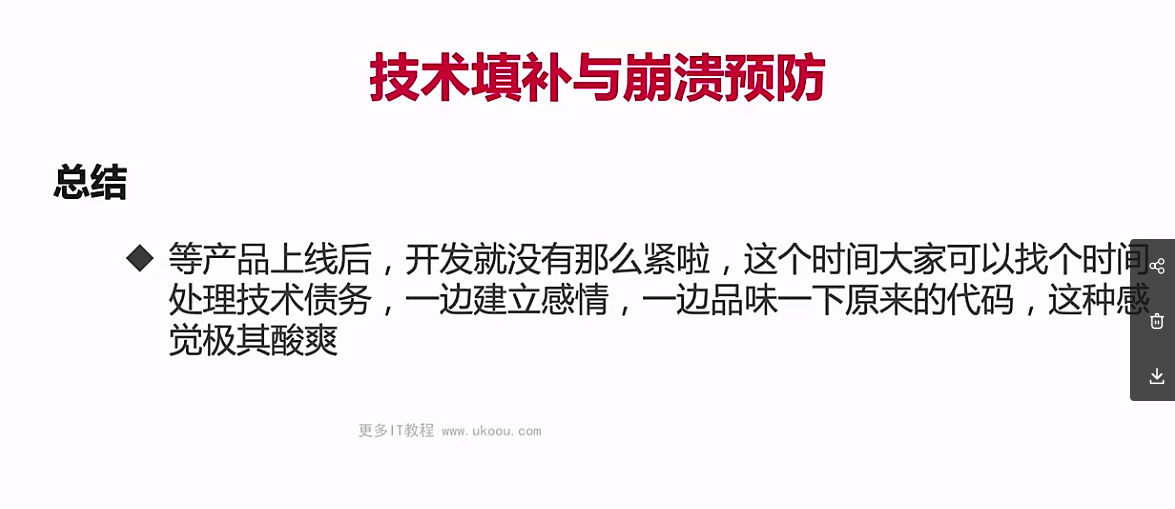 技术填补与崩溃预防
总结
◆ 等产品上线后，开发就没有那么紧啦，这个时间大家可以找个时间
处理技术债务，一边建立感情，一边品味一下原来的代码，这种感
觉极其酸爽
更多IT教程 www.ukoou.com